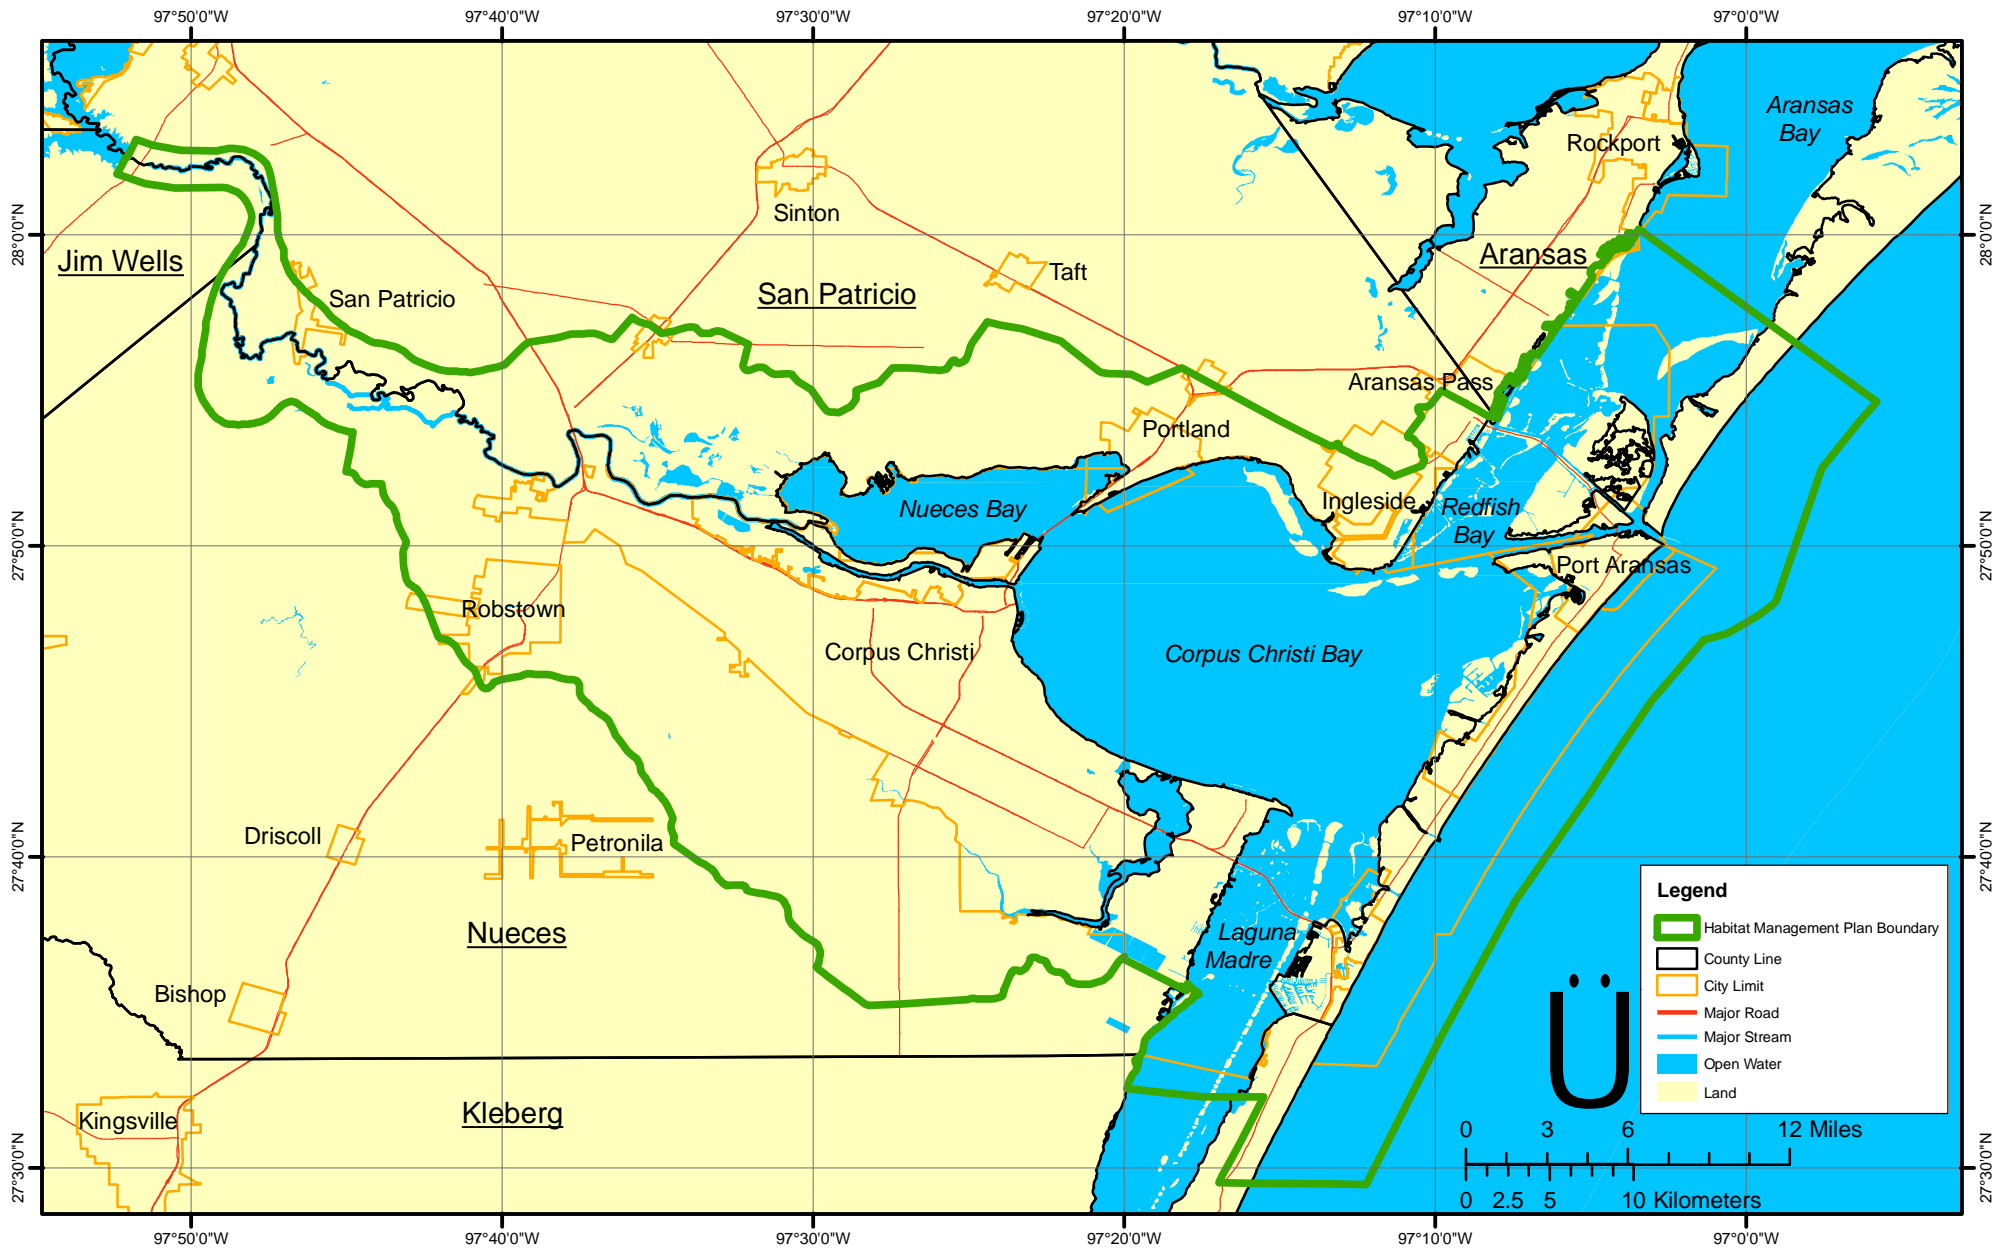 97°50'0"W 97°40'0"W 97°30'0"W 97°20'0"W 97°10'0"W 97°0'0"W
28°0'0"N
27°50'0"N
27°40'0"N
27°30'0"N
Aransas
Bay
Rockport
Sinton
Jim Wells
Aransas
Taft
San Patricio
San Patricio
Aransas Pass
Portland
Nueces Bay
Ingleside
Redfish
Bay
Port Aransas
Robstown
Corpus Christi
Corpus Christi Bay
Driscoll
Petronila
Nueces
Laguna
Madre
Bishop
Kleberg
Kingsville
Legend
Habitat Management Plan Boundary
County Line
City Limit
Major Road
Major Stream
Open Water
Land
Ü
0 3 6 12 Miles
0 2.5 5 10 Kilometers
28°0'0"N
27°50'0"N
27°40'0"N
27°30'0"N
97°50'0"W 97°40'0"W 97°30'0"W 97°20'0"W 97°10'0"W 97°0'0"W